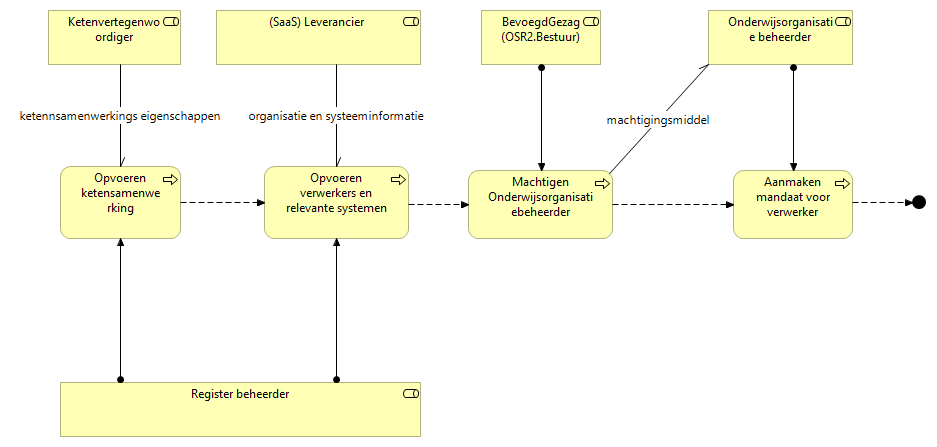 Ketenvertegenwo
ordiger
(SaaS) Leverancier
BevoegdGezag
(OSR2.Bestuur)
Onderwijsorganisati
e beheerder
ketennsamenwerkings eigenschappen
organisatie en systeeminformatie
machtigingsmiddel
Opvoeren
ketensamenwe
rking
Opvoeren
verwerkers en
relevante systemen
Machtigen
Onderwijsorganisati
ebeheerder
Aanmaken
mandaat voor
verwerker
Register beheerder